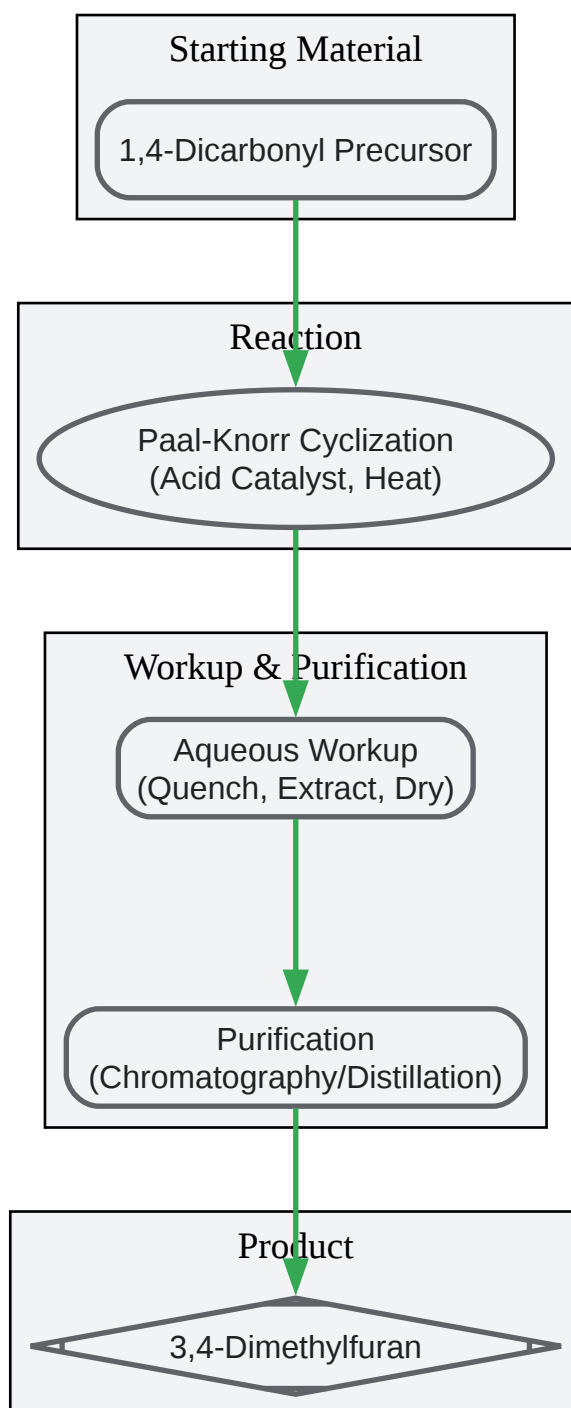 Starting Material
1,4-Dicarbonyl Precursor
Reaction
Paal-Knorr Cyclization
(Acid Catalyst, Heat)
Workup & Purification
Aqueous Workup
(Quench, Extract, Dry)
Purification
(Chromatography/Distillation)
Product
3,4-Dimethylfuran